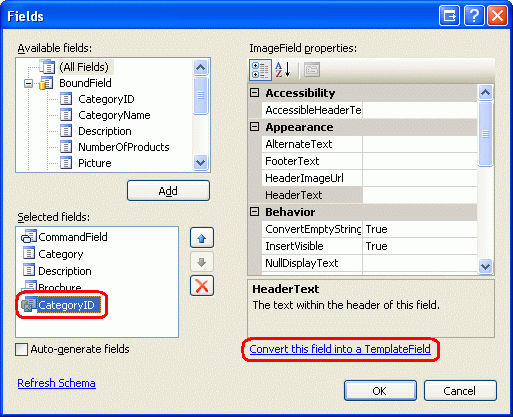 Fields
Available fields:
(All Fields)
BoundField
CategoryID
CategoryName
Description
NumberOfProducts
Picture
Add
Selected fields:
CommandField
Category
Description
Brochure
CategoryID
Auto-generate fields
Refresh Schema
ImageField properties:
Accessibility
AccessibleHeaderTe
Appearance
AlternateText
FooterText
HeaderImageUrl
HeaderText
Behavior
ConvertEmptyString True
InsertVisible True
NullDisplayText
HeaderText
The text within the header of this field.
Convert this field into a TemplateField
OK Cancel